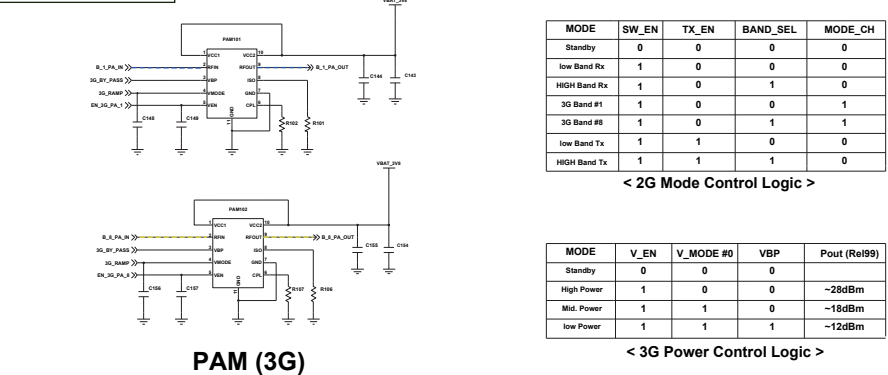 VBAT_3V8
PAM101
1 VCC1 VCC2 10
B_1_PA_IN 2 RFIN RFOUT 9 B_1_PA_OUT
3G_BY_PASS 3 VBP ISO 8
3G_RAMP 4 VMODE GND 7
EN_3G_PA_1 5 VEN CPL 6
GND
11
C144 C143
C148 C149 R102 R101
VBAT_3V8
PAM102
1 VCC1 VCC2 10
B_8_PA_IN 2 RFIN RFOUT 9 B_8_PA_OUT
3G_BY_PASS 3 VBP ISO 8
3G_RAMP 4 VMODE GND 7
EN_3G_PA_8 5 VEN CPL 6
GND
11
C155 C154
C156 C157 R107 R106
PAM (3G)
MODE SW_EN TX_EN BAND_SEL MODE_CH
Standby 0 0 0 0
low Band Rx 1 0 0 0
HIGH Band Rx 1 0 1 0
3G Band #1 1 0 0 1
3G Band #8 1 0 1 1
low Band Tx 1 1 0 0
HIGH Band Tx 1 1 1 0
< 2G Mode Control Logic >
MODE V_EN V_MODE #0 VBP Pout (Rel99)
Standby 0 0 0
High Power 1 0 0 ~28dBm
Mid. Power 1 1 0 ~18dBm
low Power 1 1 1 ~12dBm
< 3G Power Control Logic >